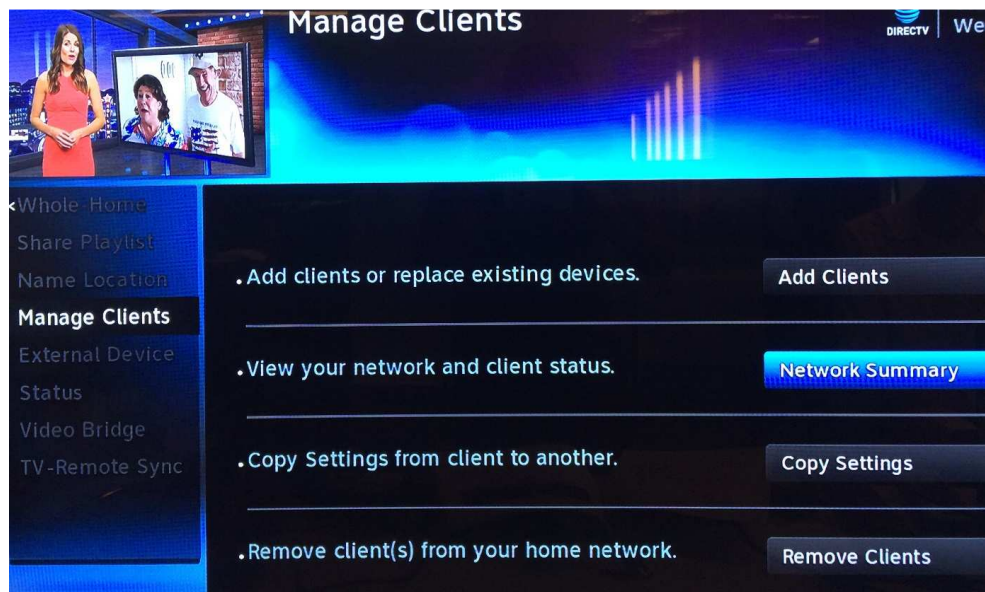 Manage Clients
DIRECTV
We
Whole-Home
Share Playlist
Name Location
Manage Clients
External Device
Status
Video Bridge
TV-Remote Sync
Add clients or replace existing devices.
Add Clients
View your network and client status.
Network Summary
Copy Settings from client to another.
Copy Settings
Remove client(s) from your home network.
Remove Clients